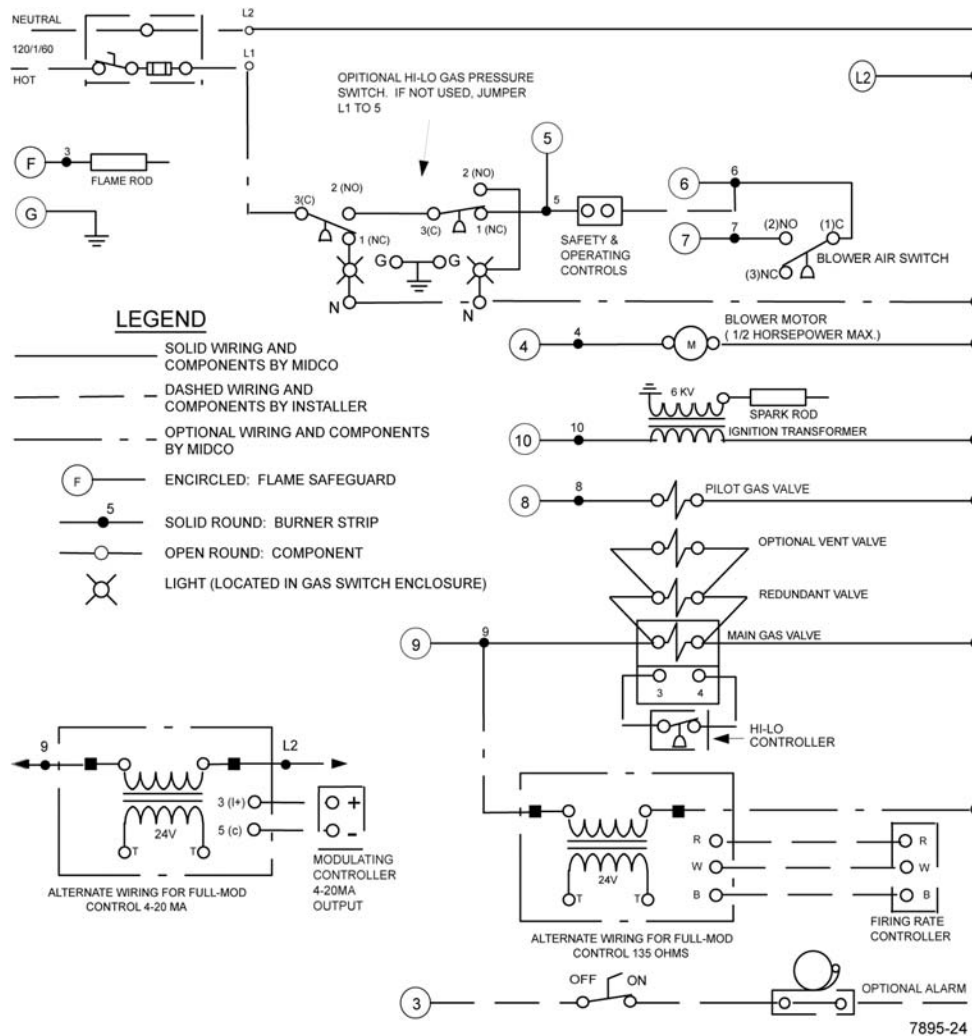 NEUTRAL
L2
120/1/60
L1
HOT
OPITIONAL HI-LO GAS PRESSURE
SWITCH. IF NOT USED, JUMPER
L1 TO 5
L2
F
3
FLAME ROD
G
5
2 (NO)
2 (NO)
3(C)
1 (NC)
3(C)
1 (NC)
5
SAFETY &
OPERATING
CONTROLS
6
6
7
7
(2)NO
(1)C
(3)NC
BLOWER AIR SWITCH
G
G
N
N
LEGEND
SOLID WIRING AND
COMPONENTS BY MIDCO
DASHED WIRING AND
COMPONENTS BY INSTALLER
OPTIONAL WIRING AND COMPONENTS
BY MIDCO
F
ENCIRCLED: FLAME SAFEGUARD
5
SOLID ROUND: BURNER STRIP
OPEN ROUND: COMPONENT
LIGHT (LOCATED IN GAS SWITCH ENCLOSURE)
4
4
M
BLOWER MOTOR
( 1/2 HORSEPOWER MAX.)
6 KV
SPARK ROD
10
10
IGNITION TRANSFORMER
8
8
PILOT GAS VALVE
OPTIONAL VENT VALVE
REDUNDANT VALVE
9
9
MAIN GAS VALVE
3
4
HI-LO
CONTROLLER
9
L2
3 (I+)
5 (c)
24V
T
T
+
-
MODULATING
CONTROLLER
4-20MA
OUTPUT
ALTERNATE WIRING FOR FULL-MOD
CONTROL 4-20 MA
24V
T
T
R
W
B
R
W
B
FIRING RATE
CONTROLLER
ALTERNATE WIRING FOR FULL-MOD
CONTROL 135 OHMS
3
OFF
ON
OPTIONAL ALARM
7895-24